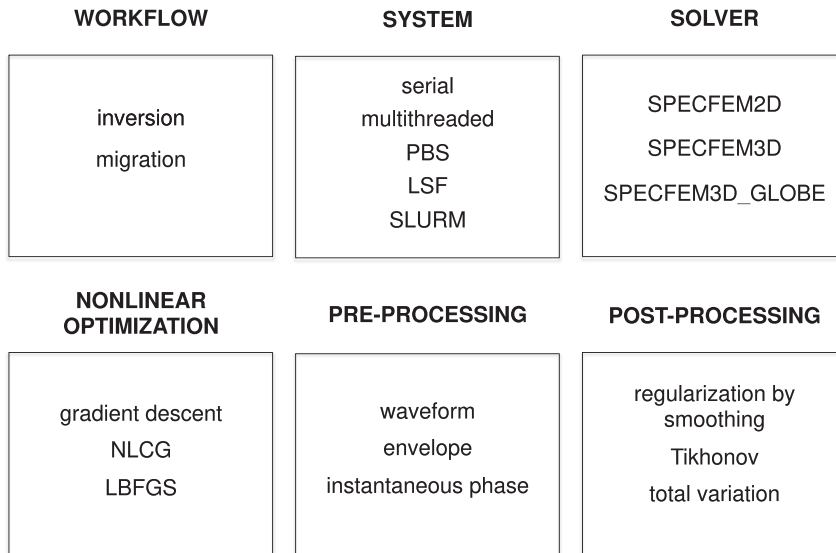 WORKFLOW
inversion
migration
SYSTEM
serial
multithreaded
PBS
LSF
SLURM
SOLVER
SPECFEM2D
SPECFEM3D
SPECFEM3D_GLOBE
NONLINEAR
OPTIMIZATION
gradient descent
NLCG
LBFGS
PRE-PROCESSING
waveform
envelope
instantaneous phase
POST-PROCESSING
regularization by
smoothing
Tikhonov
total variation